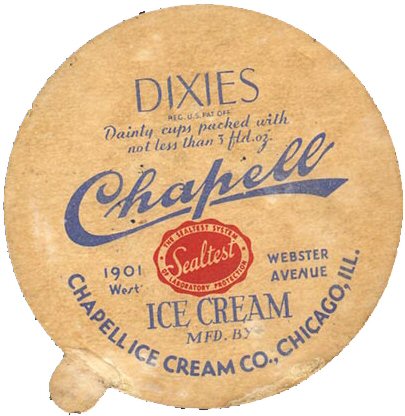 DIXIES
REG. U.S. PAT. OFF.
Dainty cups packed with
not less than 3 fld. oz.
Chapell
THE SEALTEST SYSTEM
Sealtest
OF LABORATORY PROTECTION
1901
West
WEBSTER
AVENUE
ICE CREAM
MFD. BY
CHAPELL ICE CREAM CO., CHICAGO, ILL.